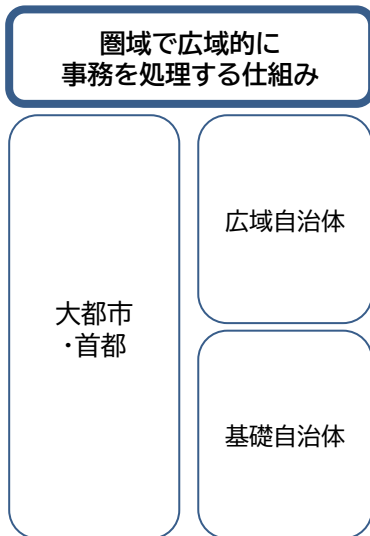 圏域で広域的に
事務を処理する仕組み
大都市
・首都
広域自治体
基礎自治体